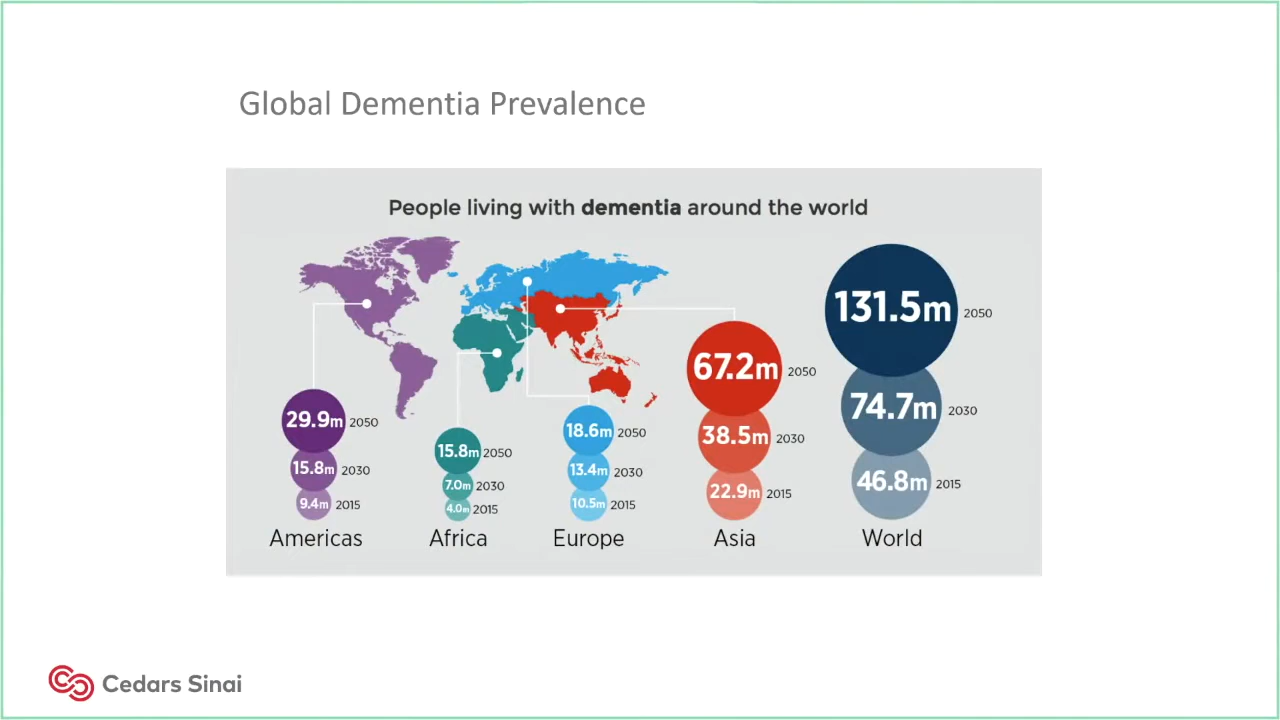 Global Dementia Prevalence
People living with dementia around the world
29.9m 2050
15.8m 2030
9.4m 2015
Americas
15.8m 2050
7.0m 2030
4.0m 2015
Africa
18.6m 2050
13.4m 2030
10.5m 2015
Europe
67.2m 2050
38.5m 2030
22.9m 2015
Asia
131.5m 2050
74.7m 2030
46.8m 2015
World
Cedars Sinai